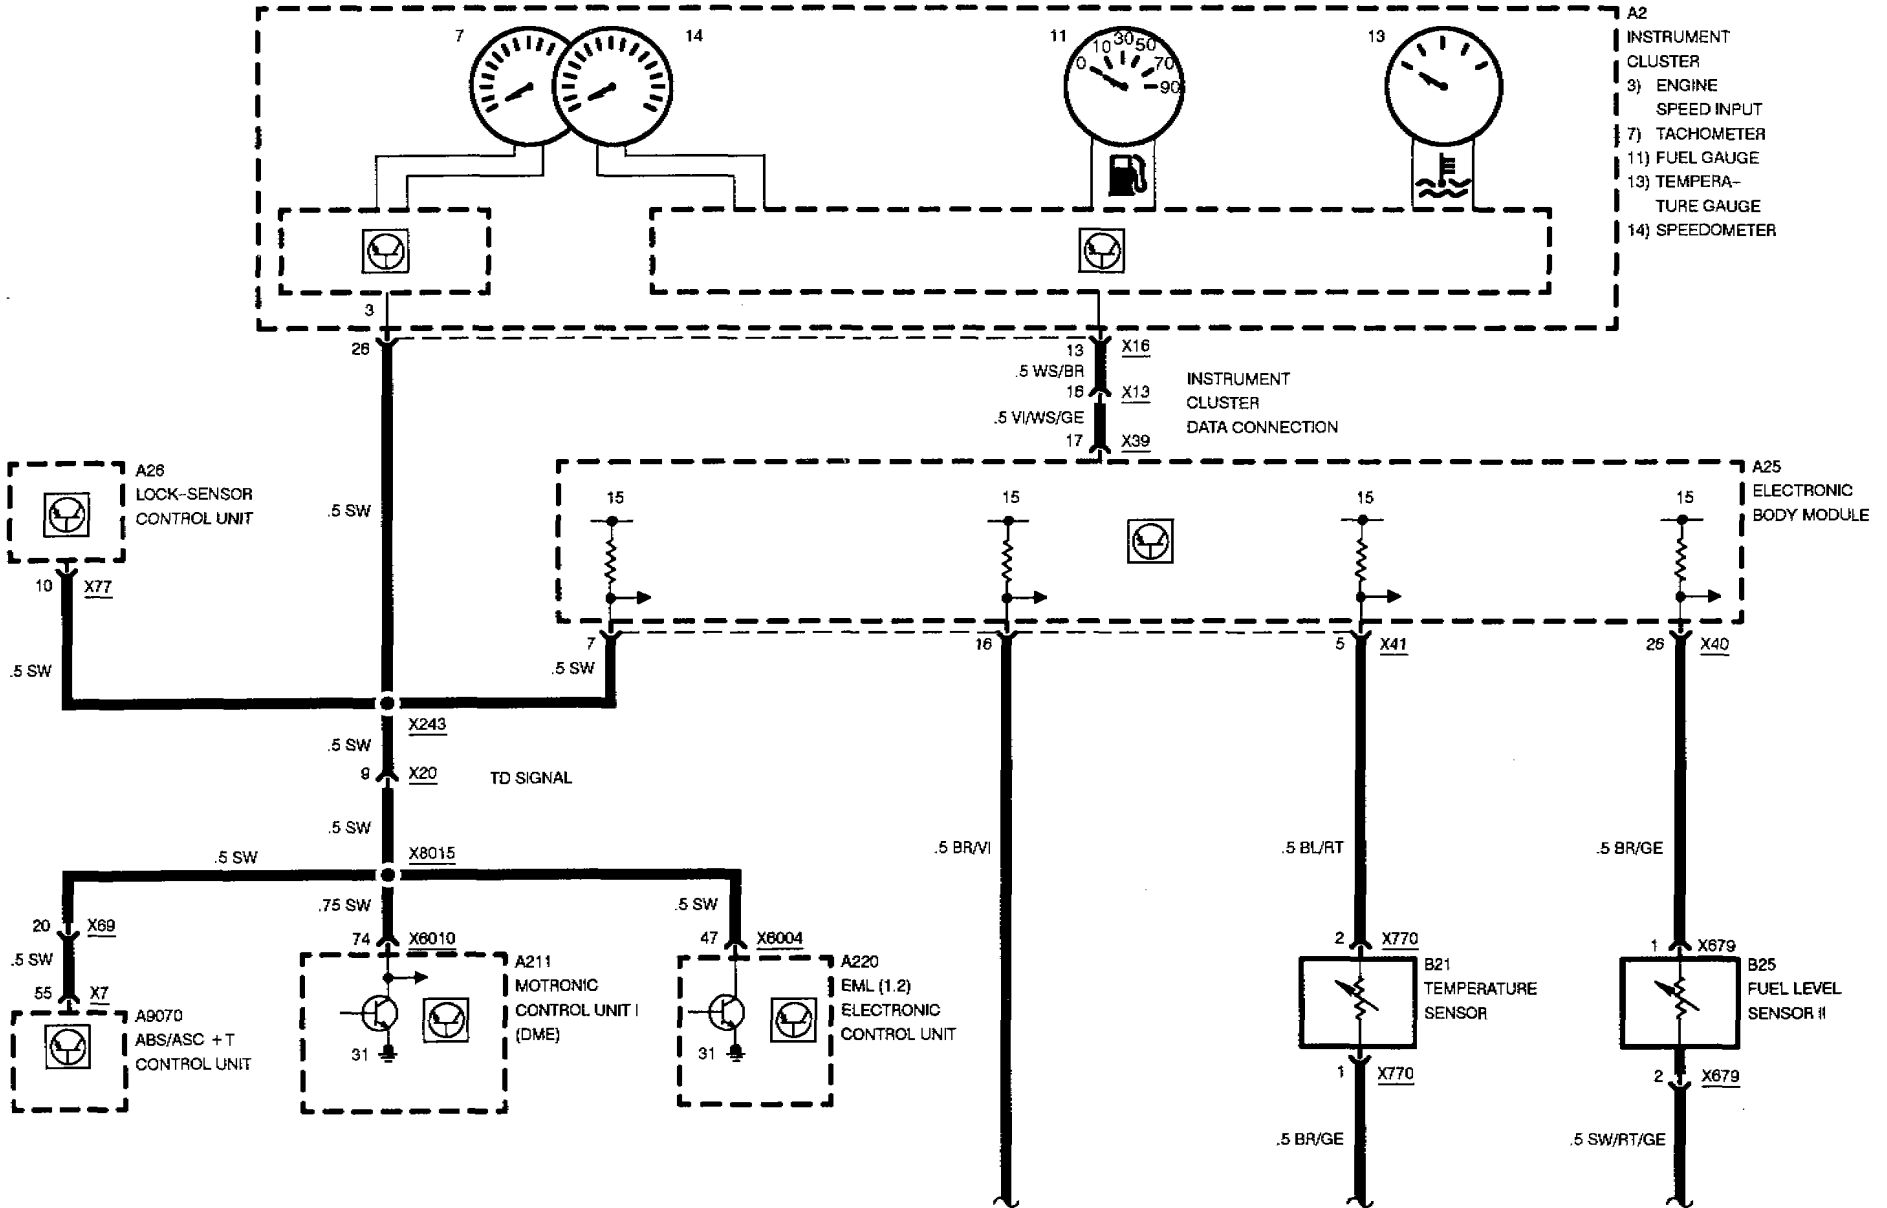 7
14
11
0
10
30
50
70
90
13
A2
INSTRUMENT
CLUSTER
3) ENGINE
SPEED INPUT
7) TACHOMETER
11) FUEL GAUGE
13) TEMPERA-
TURE GAUGE
14) SPEEDOMETER
3
26
13 X16
.5 WS/BR
16 X13
.5 VI/WS/GE
17 X39
INSTRUMENT
CLUSTER
DATA CONNECTION
A26
LOCK-SENSOR
CONTROL UNIT
10 X77
.5 SW
.5 SW
15
15
15
15
A25
ELECTRONIC
BODY MODULE
7
.5 SW
16
5 X41
26 X40
X243
.5 SW
9 X20
TD SIGNAL
.5 SW
.5 SW
X8015
.5 BR/VI
.5 BL/RT
.5 BR/GE
.75 SW
.5 SW
20 X69
.5 SW
55 X7
74 X6010
47 X6004
2 X770
1 X679
A9070
ABS/ASC +T
CONTROL UNIT
A211
MOTRONIC
CONTROL UNIT I
(DME)
31
A220
EML (1.2)
ELECTRONIC
CONTROL UNIT
31
B21
TEMPERATURE
SENSOR
B25
FUEL LEVEL
SENSOR II
1 X770
2 X679
.5 BR/GE
.5 SW/RT/GE